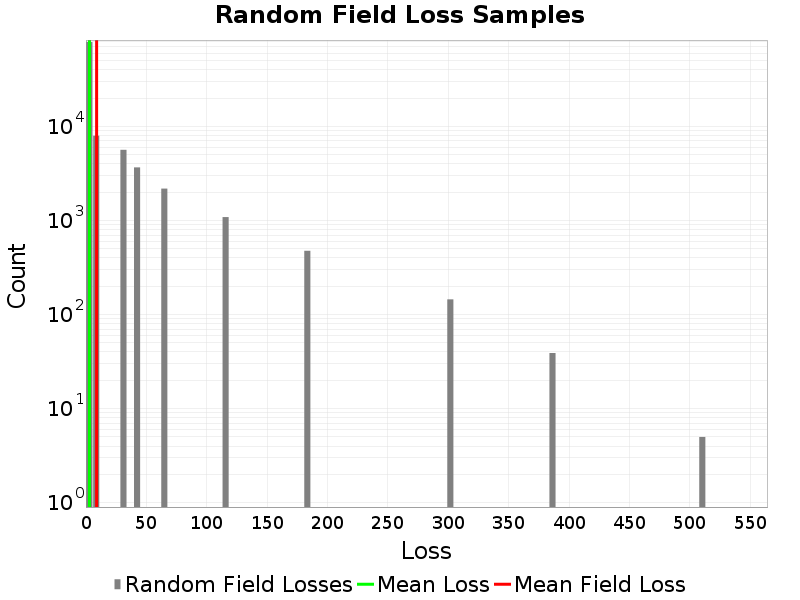 Random Field Loss Samples
Count
10^4
10^3
10^2
10^1
10^0
0 50 100 150 200 250 300 350 400 450 500 550
Loss
Random Field Losses Mean Loss Mean Field Loss